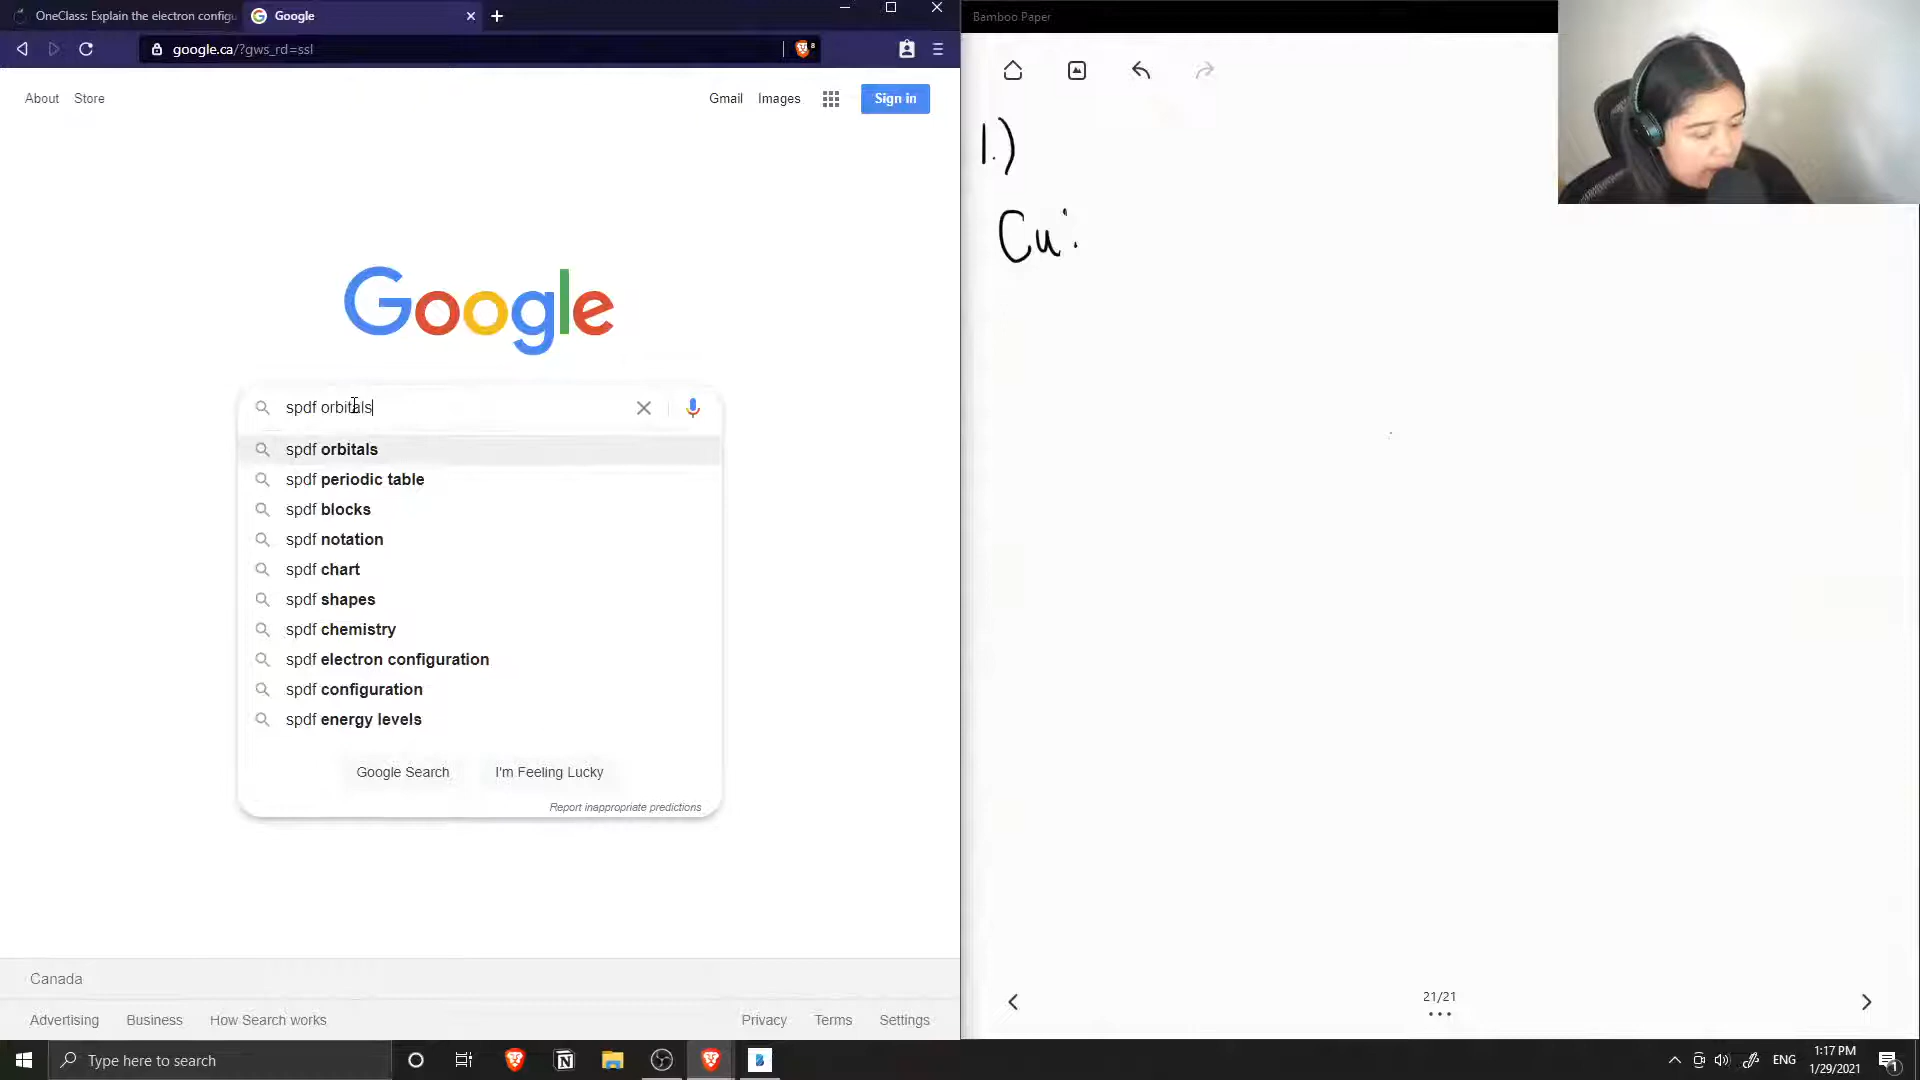 OneClass: Explain the electron configu
Google
google.ca/?gws_rd=ssl
8
About
Store
Gmail
Images
Sign in
Google
spdf orbitals
spdf orbitals
spdf periodic table
spdf blocks
spdf notation
spdf chart
spdf shapes
spdf chemistry
spdf electron configuration
spdf configuration
spdf energy levels
Google Search
I'm Feeling Lucky
Report inappropriate predictions
Canada
Advertising
Business
How Search works
Privacy
Terms
Settings
Bamboo Paper
1.)
Cu:
21/21
Type here to search
ENG
1:17 PM
1/29/2021
1